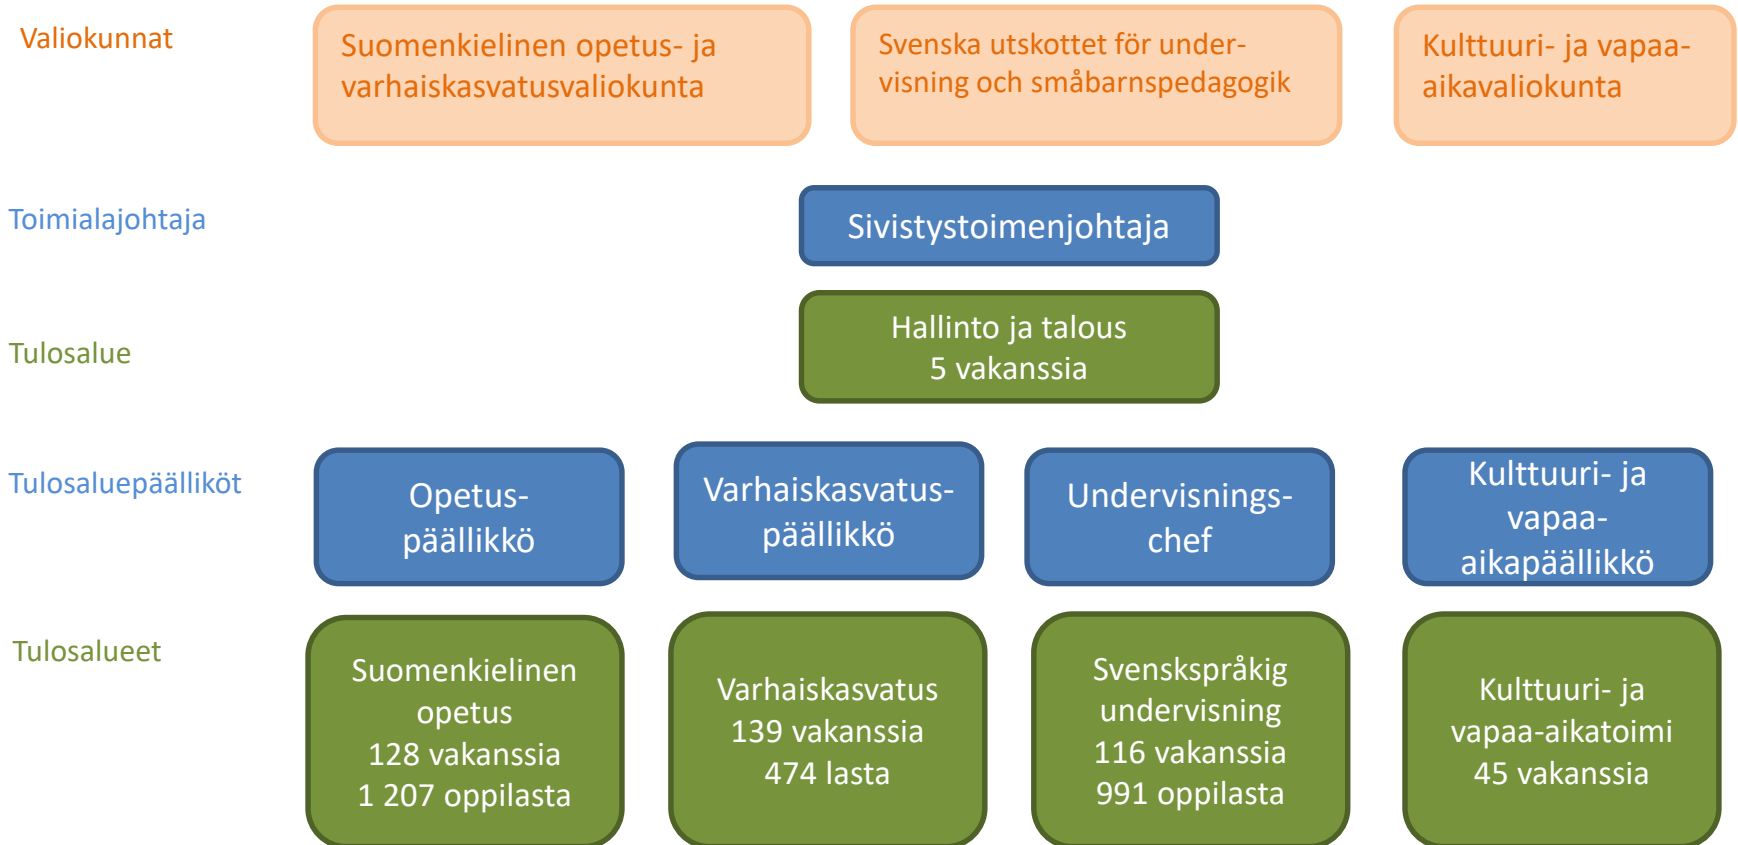 Valiokunnat
Suomenkielinen opetus- ja
varhaiskasvatusvaliokunta
Svenska utskottet för under-
visning och småbarnspedagogik
Kulttuuri- ja vapaa-
aikavaliokunta
Toimialajohtaja
Sivistystoimenjohtaja
Tulosalue
Hallinto ja talous
5 vakanssia
Tulosaluepäälliköt
Opetus-
päällikkö
Varhaiskasvatus-
päällikkö
Undervisnings-
chef
Kulttuuri- ja
vapaa-
aikapäällikkö
Tulosalueet
Suomenkielinen
opetus
128 vakanssia
1 207 oppilasta
Varhaiskasvatus
139 vakanssia
474 lasta
Svenskspråkig
undervisning
116 vakanssia
991 oppilasta
Kulttuuri- ja
vapaa-aikatoimi
45 vakanssia